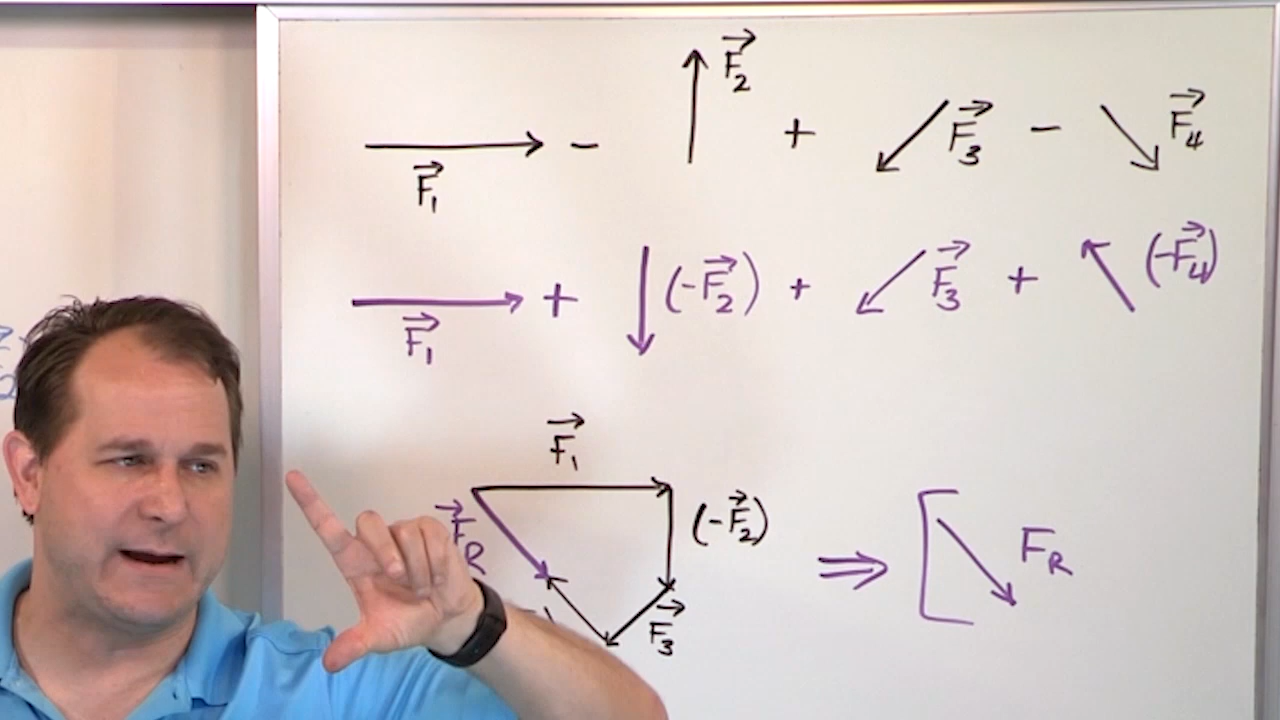 F⃗₁ - F⃗₂ + F⃗₃ - F⃗₄
F⃗₁ + (-F⃗₂) + F⃗₃ + (-F⃗₄)
F⃗₁
F⃗R (-F⃗₂) ⇒ [ FR
F⃗₃